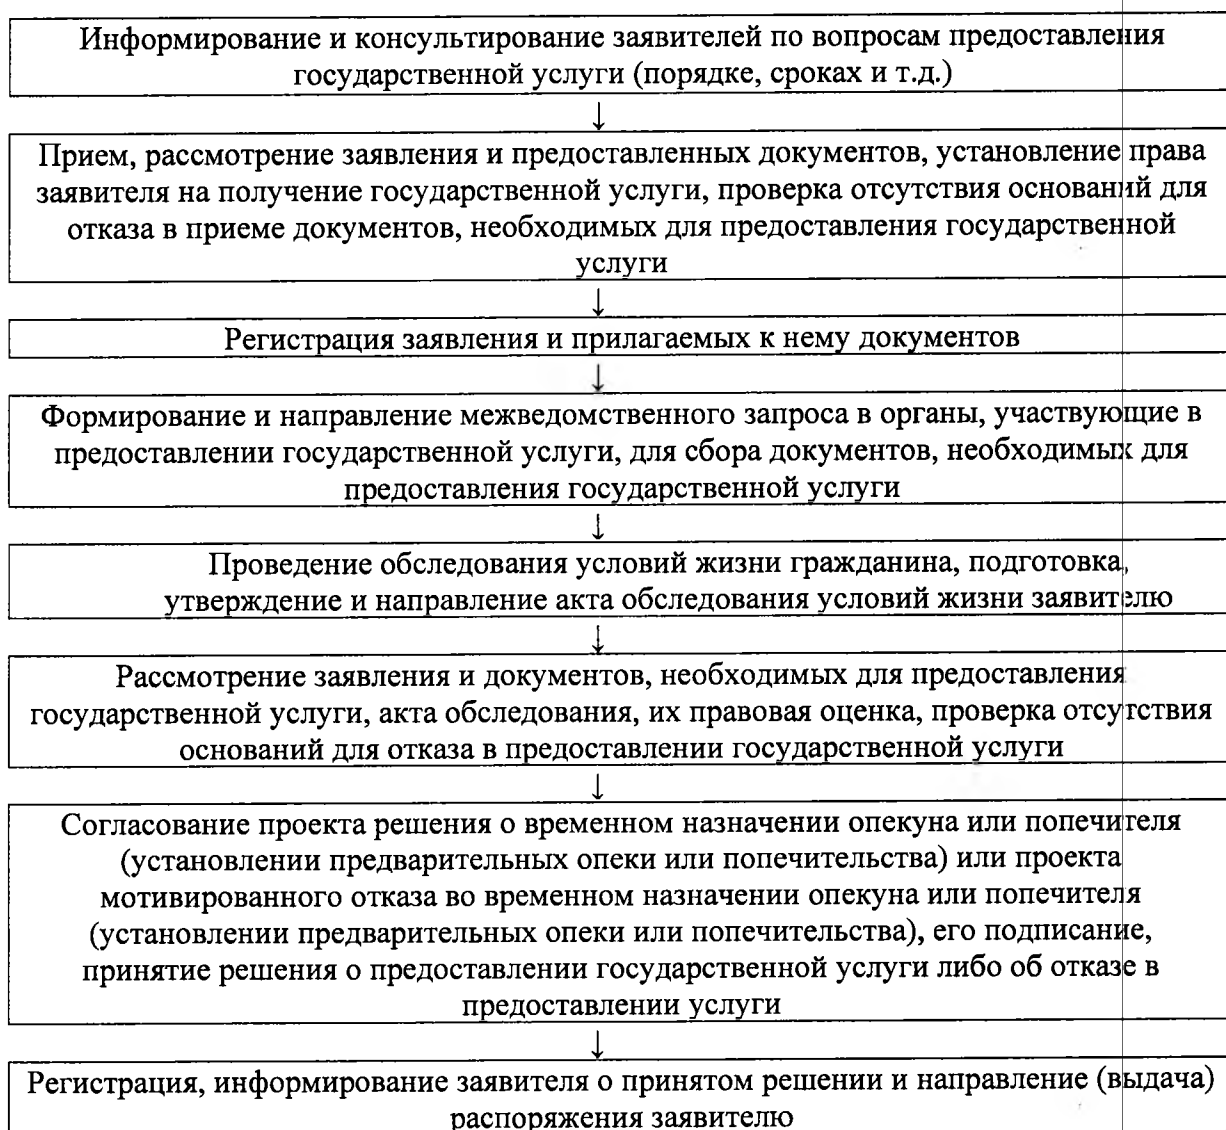 Информирование и консультирование заявителей по вопросам предоставления
государственной услуги (порядке, сроках и т.д.)
↓
Прием, рассмотрение заявления и предоставленных документов, установление права
заявителя на получение государственной услуги, проверка отсутствия оснований для
отказа в приеме документов, необходимых для предоставления государственной
услуги
↓
Регистрация заявления и прилагаемых к нему документов
↓
Формирование и направление межведомственного запроса в органы, участвующие в
предоставлении государственной услуги, для сбора документов, необходимых для
предоставления государственной услуги
↓
Проведение обследования условий жизни гражданина, подготовка,
утверждение и направление акта обследования условий жизни заявителю
↓
Рассмотрение заявления и документов, необходимых для предоставления
государственной услуги, акта обследования, их правовая оценка, проверка отсутствия
оснований для отказа в предоставлении государственной услуги
↓
Согласование проекта решения о временном назначении опекуна или попечителя
(установлении предварительных опеки или попечительства) или проекта
мотивированного отказа во временном назначении опекуна или попечителя
(установлении предварительных опеки или попечительства), его подписание,
принятие решения о предоставлении государственной услуги либо об отказе в
предоставлении услуги
↓
Регистрация, информирование заявителя о принятом решении и направление (выдача)
распоряжения заявителю